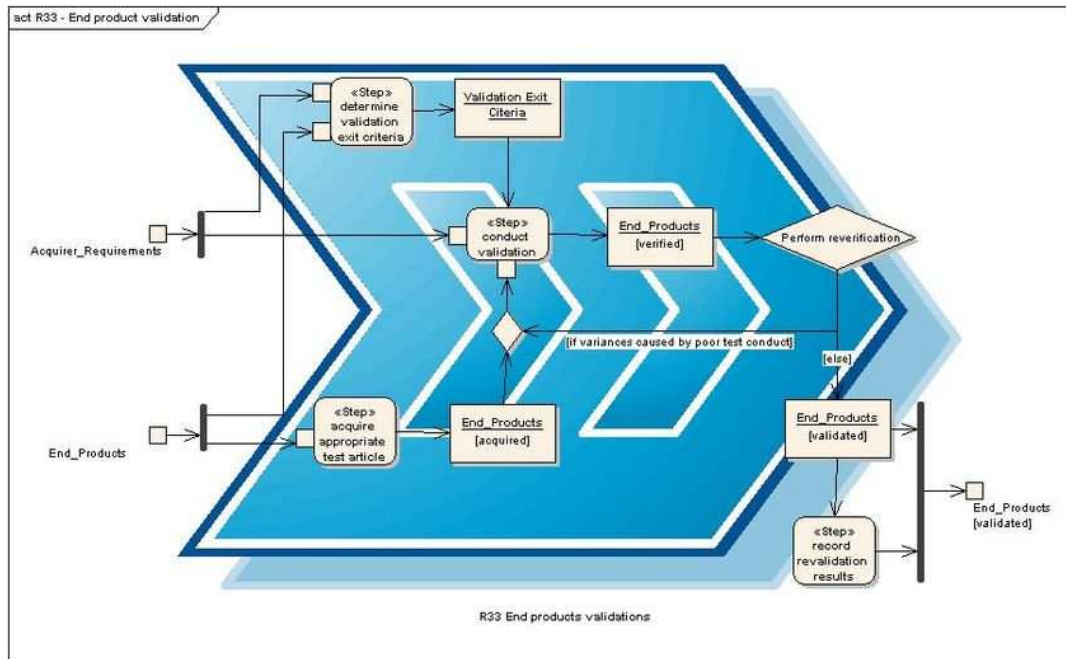 act R33 - End product validation
«Step»
determine
validation
exit criteria
Validation Exit
Citeria
Acquirer_Requirements
«Step»
conduct
validation
End_Products
[verified]
Perform reverification
[if variances caused by poor test conduct]
[else]
End_Products
«Step»
acquire
appropriate
test article
End_Products
[acquired]
End_Products
[validated]
End_Products
[validated]
«Step»
record
revalidation
results
R33 End products validations